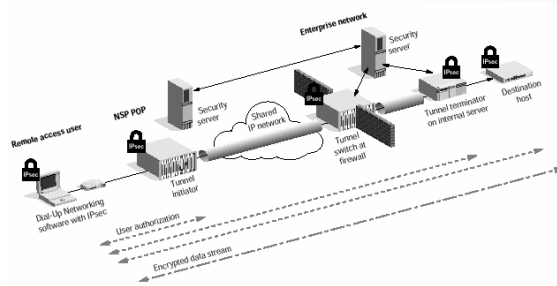 Enterprise network
Security
server
IPsec
Destination
host
IPsec
Tunnel terminator
on internal server
IPsec
Tunnel
switch at
firewall
Shared
IP network
NSP POP
Security
server
IPsec
Tunnel
initiator
Remote access user
IPsec
Dial-Up Networking
software with IPsec
User authorization
Encrypted data stream